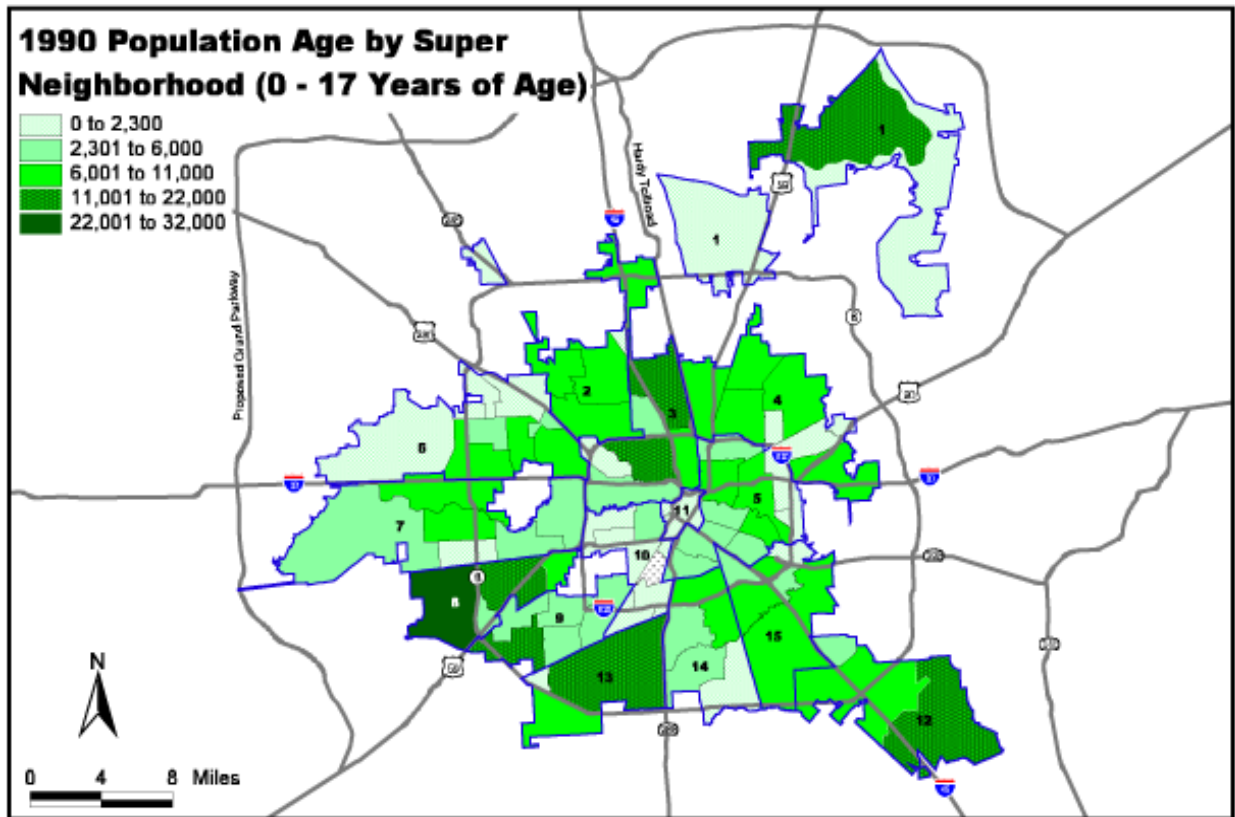 1990 Population Age by Super
Neighborhood (0 - 17 Years of Age)
0 to 2,300
2,301 to 6,000
6,001 to 11,000
11,001 to 22,000
22,001 to 32,000
Hardy Tollroad
Proposed Grand Parkway
1
1
2
3
4
5
6
7
8
9
10
11
12
13
14
15
59
N
0 4 8 Miles